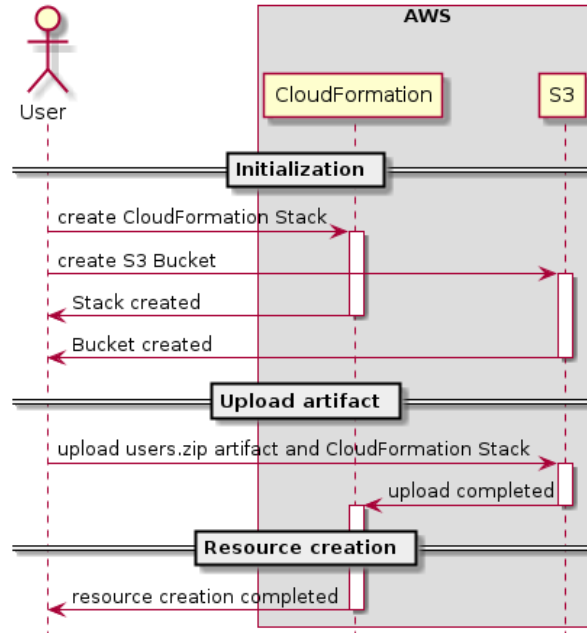 AWS
User
CloudFormation
S3
Initialization
create CloudFormation Stack
create S3 Bucket
Stack created
Bucket created
Upload artifact
upload users.zip artifact and CloudFormation Stack
upload completed
Resource creation
resource creation completed